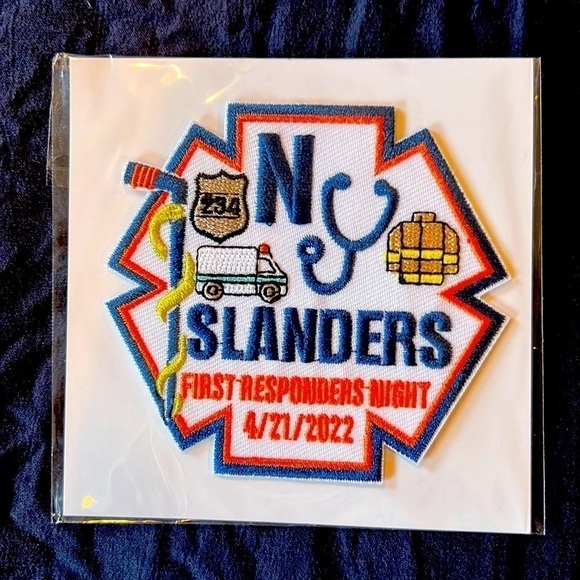 234
NY
ISLANDERS
FIRST RESPONDERS NIGHT
4/21/2022